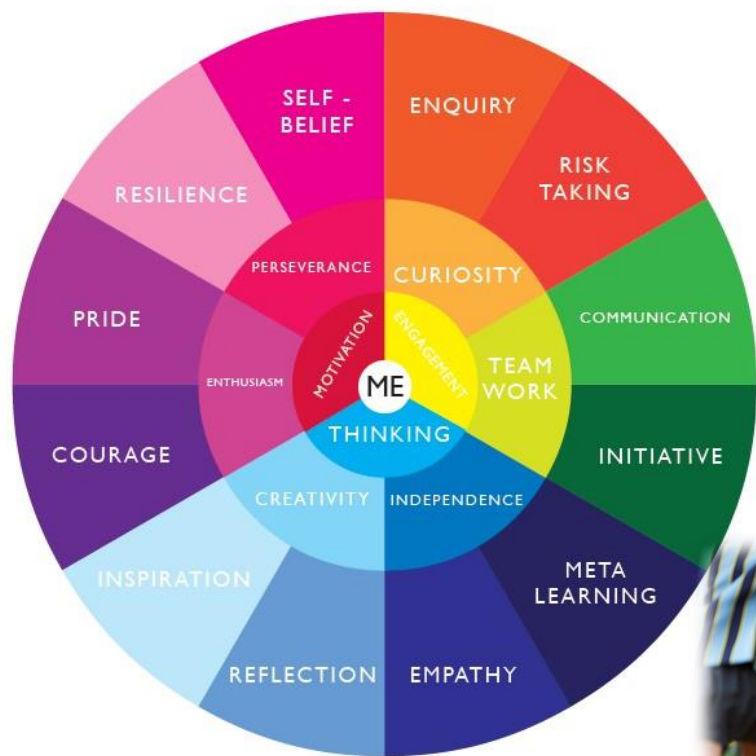 SELF -
BELIEF
ENQUIRY
RISK
TAKING
COMMUNICATION
INITIATIVE
META
LEARNING
EMPATHY
REFLECTION
INSPIRATION
COURAGE
PRIDE
RESILIENCE
PERSEVERANCE
CURIOSITY
TEAM
WORK
INDEPENDENCE
CREATIVITY
ENTHUSIASM
MOTIVATION
ENGAGEMENT
THINKING
ME